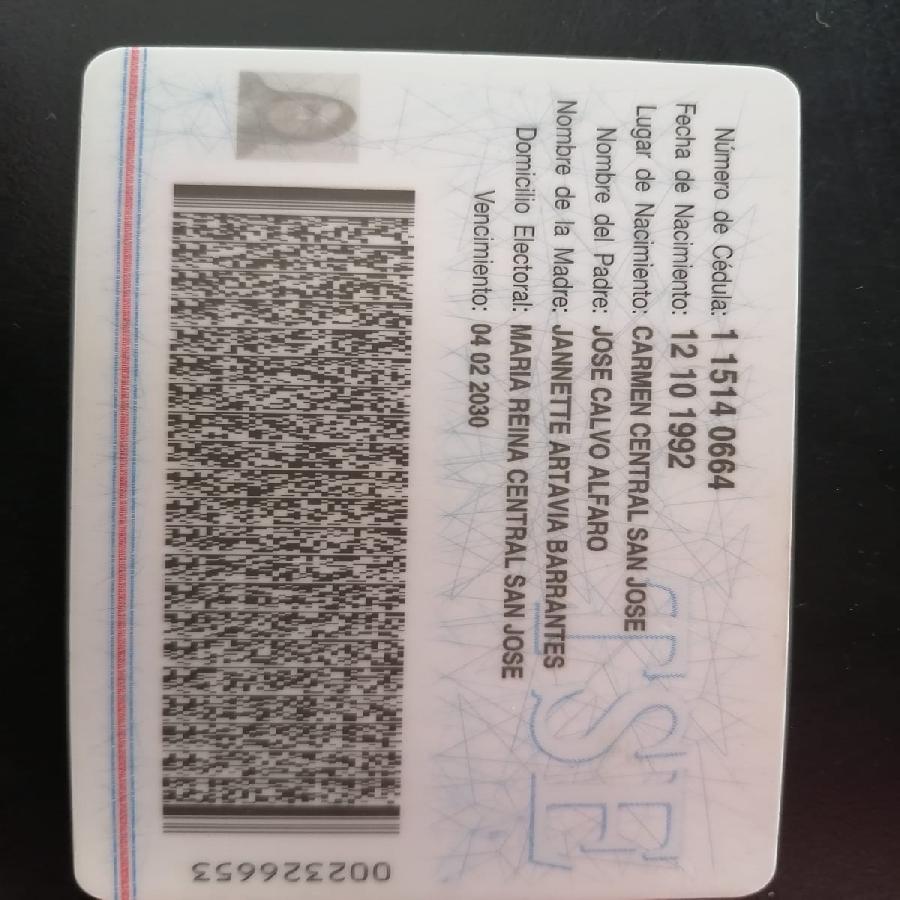 Número de Cédula: 1 1514 0664
Fecha de Nacimiento: 12 10 1992
Lugar de Nacimiento: CARMEN CENTRAL SAN JOSE
Nombre del Padre: JOSE CALVO ALFARO
Nombre de la Madre: JANNETTE ARTAVIA BARRANTES
Domicilio Electoral: MARIA REINA CENTRAL SAN JOSE
Vencimiento: 04 02 2030
TSE
002326653